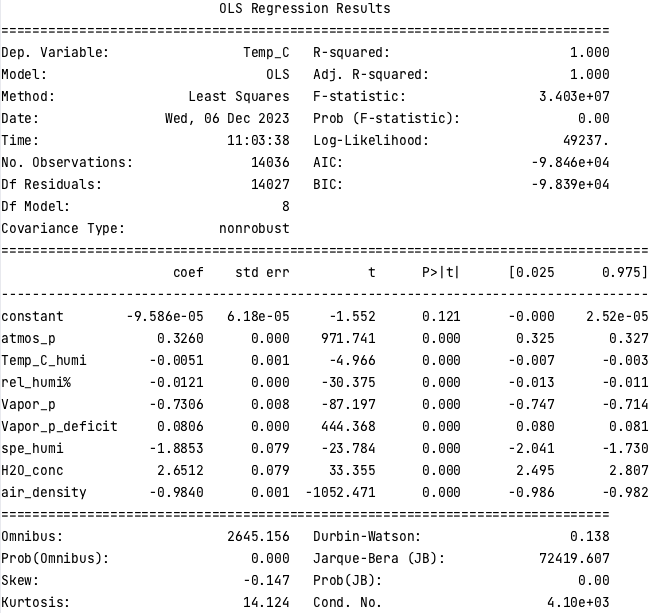 OLS Regression Results
==============================================================================
Dep. Variable: Temp_C R-squared: 1.000
Model: OLS Adj. R-squared: 1.000
Method: Least Squares F-statistic: 3.403e+07
Date: Wed, 06 Dec 2023 Prob (F-statistic): 0.00
Time: 11:03:38 Log-Likelihood: 49237.
No. Observations: 14036 AIC: -9.846e+04
Df Residuals: 14027 BIC: -9.839e+04
Df Model: 8
Covariance Type: nonrobust
===================================================================================
coef std err t P>|t| [0.025 0.975]
-----------------------------------------------------------------------------------
constant -9.586e-05 6.18e-05 -1.552 0.121 -0.000 2.52e-05
atmos_p 0.3260 0.000 971.741 0.000 0.325 0.327
Temp_C_humi -0.0051 0.001 -4.966 0.000 -0.007 -0.003
rel_humi% -0.0121 0.000 -30.375 0.000 -0.013 -0.011
Vapor_p -0.7306 0.008 -87.197 0.000 -0.747 -0.714
Vapor_p_deficit 0.0806 0.000 444.368 0.000 0.080 0.081
spe_humi -1.8853 0.079 -23.784 0.000 -2.041 -1.730
H2O_conc 2.6512 0.079 33.355 0.000 2.495 2.807
air_density -0.9840 0.001 -1052.471 0.000 -0.986 -0.982
==============================================================================
Omnibus: 2645.156 Durbin-Watson: 0.138
Prob(Omnibus): 0.000 Jarque-Bera (JB): 72419.607
Skew: -0.147 Prob(JB): 0.00
Kurtosis: 14.124 Cond. No. 4.10e+03